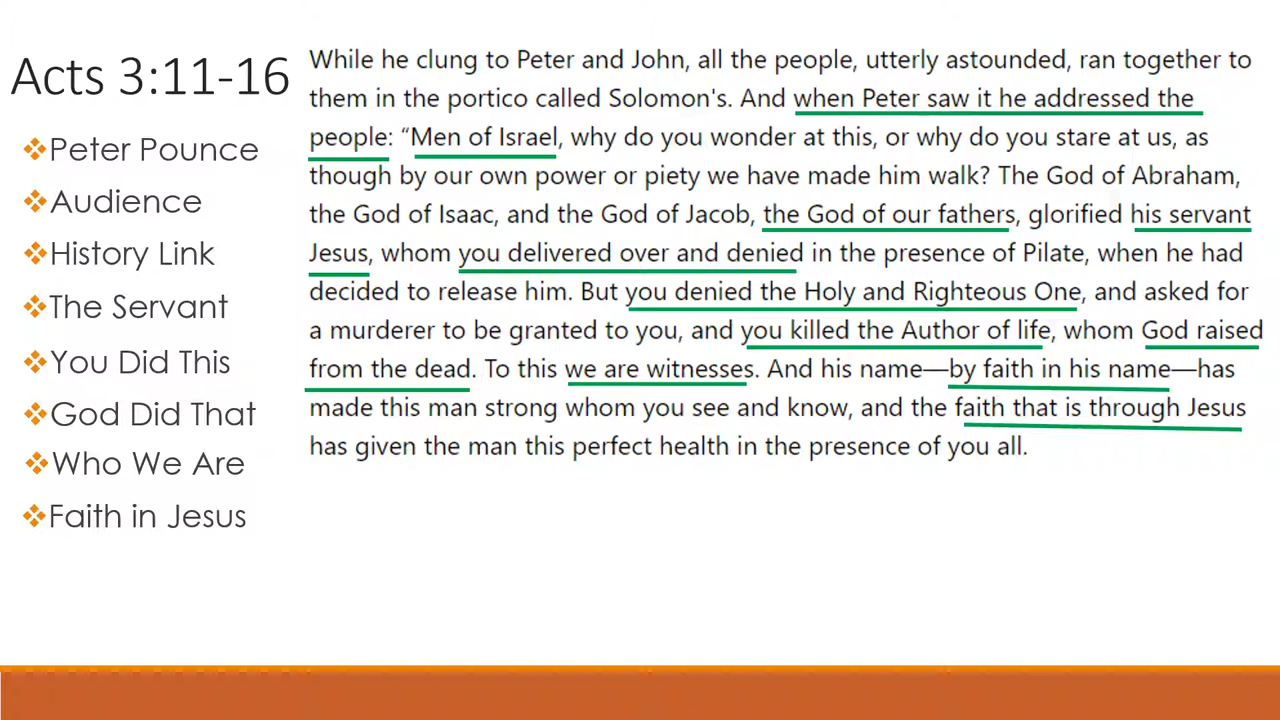 Acts 3:11-16
Peter Pounce
Audience
History Link
The Servant
You Did This
God Did That
Who We Are
Faith in Jesus
While he clung to Peter and John, all the people, utterly astounded, ran together to
them in the portico called Solomon's. And when Peter saw it he addressed the
people: “Men of Israel, why do you wonder at this, or why do you stare at us, as
though by our own power or piety we have made him walk? The God of Abraham,
the God of Isaac, and the God of Jacob, the God of our fathers, glorified his servant
Jesus, whom you delivered over and denied in the presence of Pilate, when he had
decided to release him. But you denied the Holy and Righteous One, and asked for
a murderer to be granted to you, and you killed the Author of life, whom God raised
from the dead. To this we are witnesses. And his name—by faith in his name—has
made this man strong whom you see and know, and the faith that is through Jesus
has given the man this perfect health in the presence of you all.